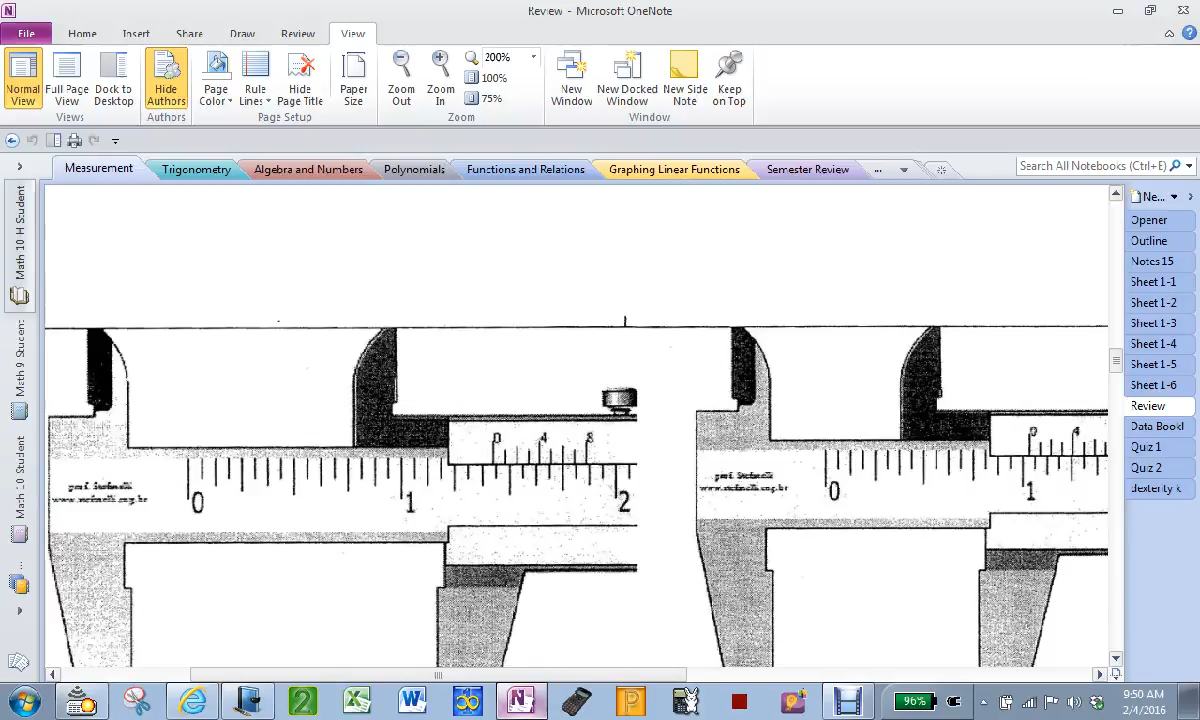 Review - Microsoft OneNote
File Home Insert Share Draw Review View
Normal View Full Page View Dock to Desktop Hide Authors Page Color Rule Lines Hide Page Title Paper Size Zoom Out Zoom In 200% 100% 75% New Window New Docked Window New Side Note Keep on Top
Views Authors Page Setup Zoom Window
Measurement Trigonometry Algebra and Numbers Polynomials Functions and Relations Graphing Linear Functions Semester Review ... Search All Notebooks (Ctrl+E)
Math 10 H Student
Math 9 Student
Ne...
Opener
Outline
Notes 15
Sheet 1-1
Sheet 1-2
Sheet 1-3
Sheet 1-4
Sheet 1-5
Sheet 1-6
Review
Data Bookl
Quiz 1
Quiz 2
dexterity k
0 4 8
0 1 2
0 4
0 1
96%
9:50 AM
2/4/2016